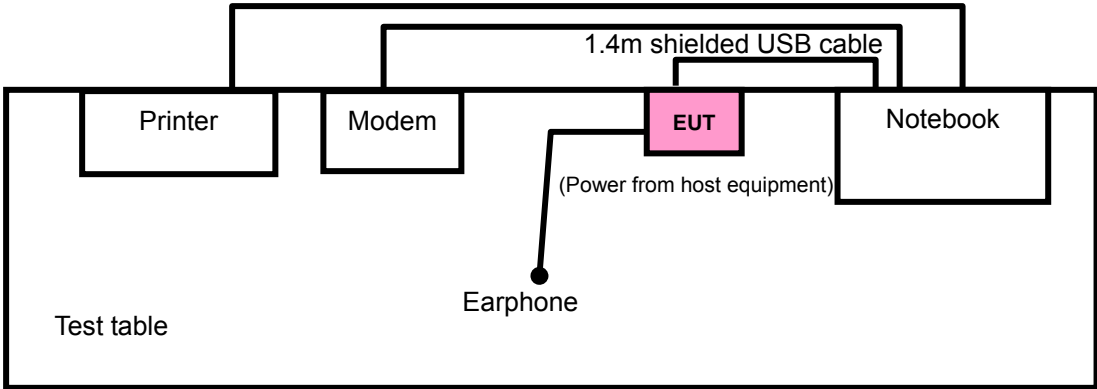 1.4m shielded USB cable
Printer
Modem
EUT
Notebook
(Power from host equipment)
Earphone
Test table